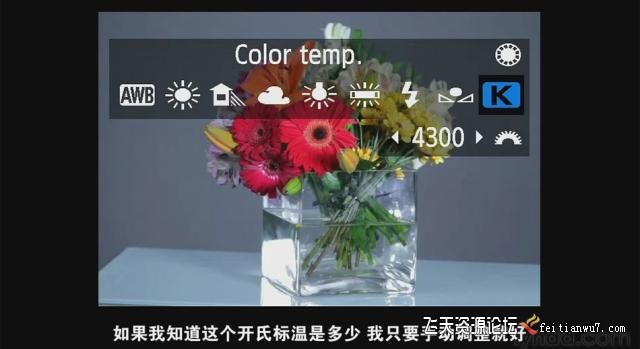 Color temp.
AWB
K
4300
飞天资源论坛
feitianwu7.com
如果我知道这个开氏标温是多少 我只要手动调整就好